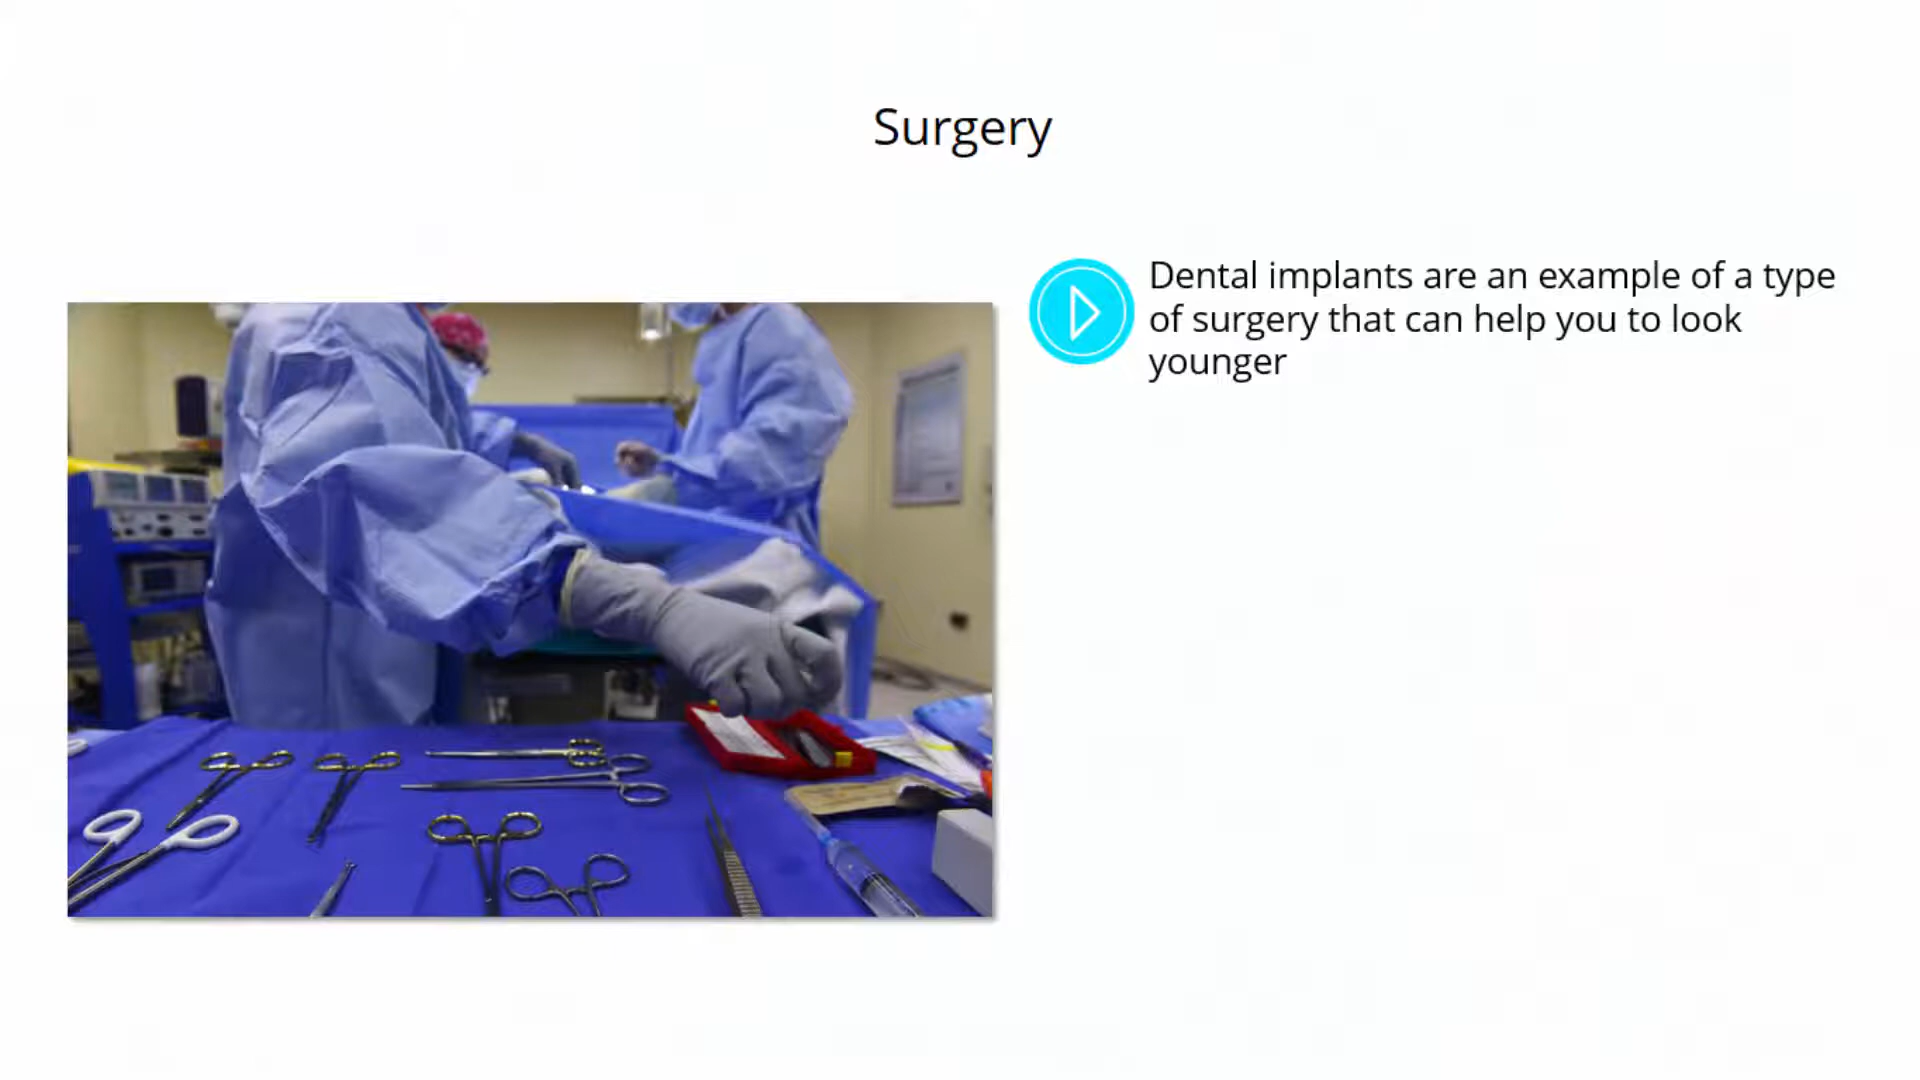 Surgery
Dental implants are an example of a type
of surgery that can help you to look
younger